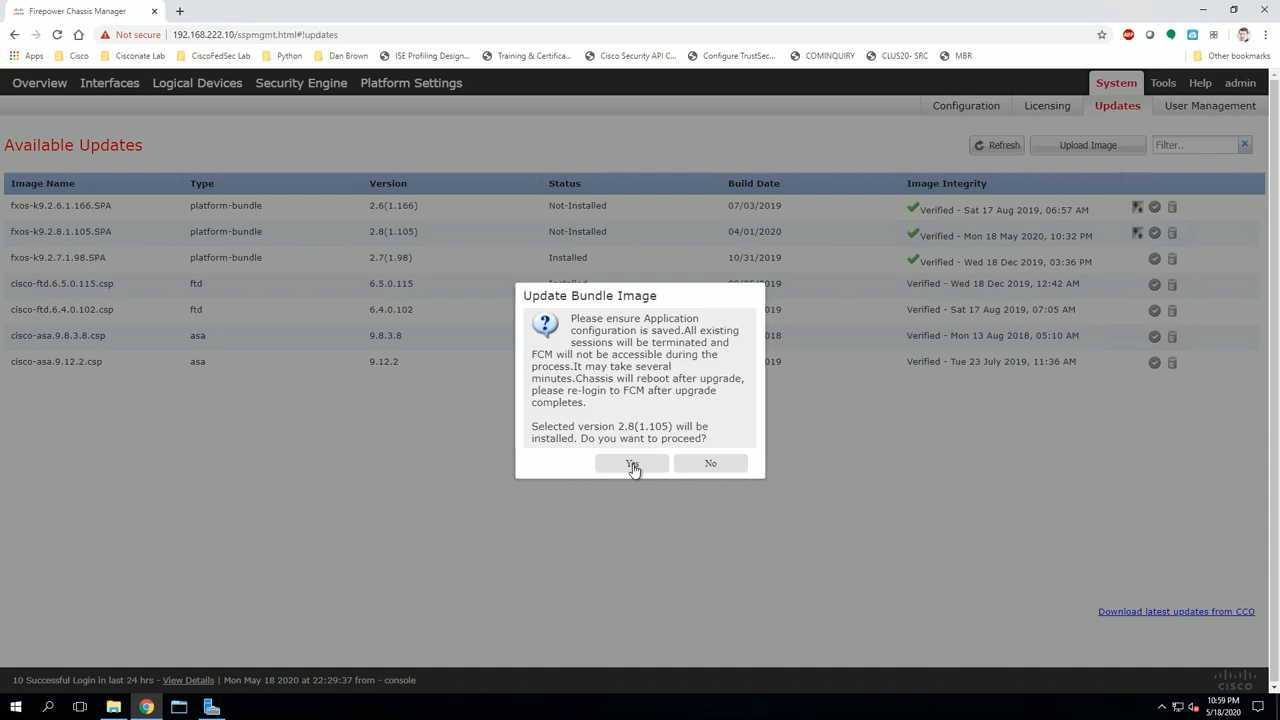 Firepower Chassis Manager
Not secure | 192.168.222.10/sspmgmt.html#!updates
Apps Cisco Cisconate Lab CiscoFedSec Lab Python Dan Brown ISE Profiling Design... Training & Certifica... Cisco Security API C... Configure TrustSec... COMINQUIRY CLUS20- SRC MBR Other bookmarks
Overview Interfaces Logical Devices Security Engine Platform Settings System Tools Help admin
Configuration Licensing Updates User Management
Available Updates Refresh Upload Image Filter..
Image Name Type Version Status Build Date Image Integrity
fxos-k9.2.6.1.166.SPA platform-bundle 2.6(1.166) Not-Installed 07/03/2019 Verified - Sat 17 Aug 2019, 06:57 AM
fxos-k9.2.8.1.105.SPA platform-bundle 2.8(1.105) Not-Installed 04/01/2020 Verified - Mon 18 May 2020, 10:32 PM
fxos-k9.2.7.1.98.SPA platform-bundle 2.7(1.98) Installed 10/31/2019 Verified - Wed 18 Dec 2019, 03:36 PM
cisco-ftd.6.5.0.115.csp ftd 6.5.0.115 Verified - Wed 18 Dec 2019, 12:42 AM
cisco-ftd.6.4.0.102.csp ftd 6.4.0.102 Verified - Sat 17 Aug 2019, 07:05 AM
cisco-asa.9.8.3.8.csp asa 9.8.3.8 Verified - Mon 13 Aug 2018, 05:10 AM
cisco-asa.9.12.2.csp asa 9.12.2 Verified - Tue 23 July 2019, 11:36 AM
Update Bundle Image
Please ensure Application
configuration is saved.All existing
sessions will be terminated and
FCM will not be accessible during the
process.It may take several
minutes.Chassis will reboot after upgrade,
please re-login to FCM after upgrade
completes.
Selected version 2.8(1.105) will be
installed. Do you want to proceed?
Yes No
Download latest updates from CCO
10 Successful Login in last 24 hrs - View Details | Mon May 18 2020 22:29:37 from - console
CISCO
10:59 PM
5/18/2020